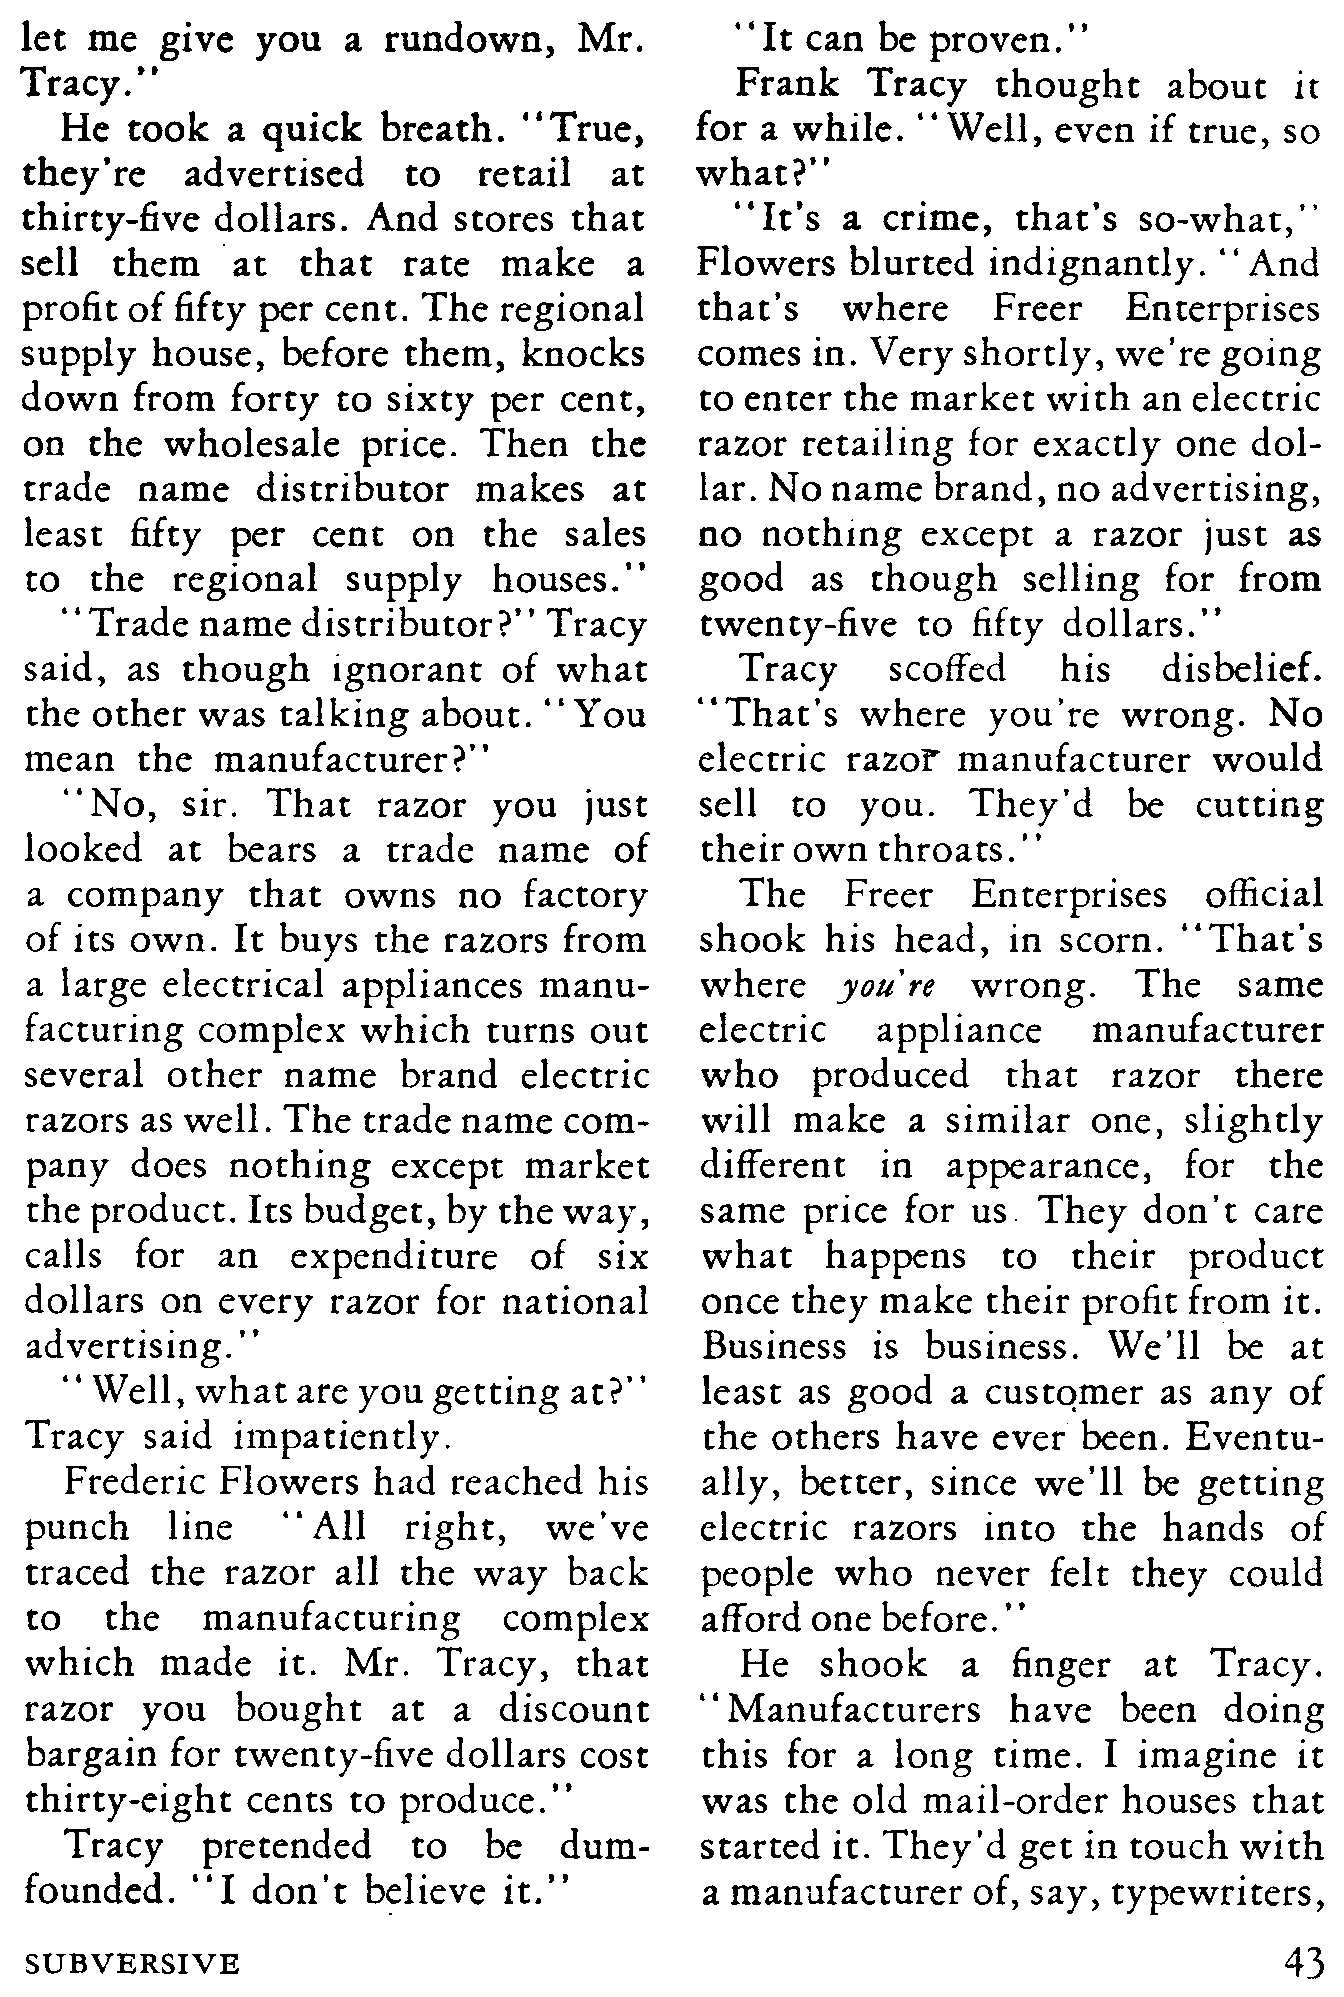 let me give you a rundown, Mr.
Tracy."
He took a quick breath. "True,
they're advertised to retail at
thirty-five dollars. And stores that
sell them at that rate make a
profit of fifty per cent. The regional
supply house, before them, knocks
down from forty to sixty per cent,
on the wholesale price. Then the
trade name distributor makes at
least fifty per cent on the sales
to the regional supply houses."
"Trade name distributor?" Tracy
said, as though ignorant of what
the other was talking about. "You
mean the manufacturer?"
"No, sir. That razor you just
looked at bears a trade name of
a company that owns no factory
of its own. It buys the razors from
a large electrical appliances manu-
facturing complex which turns out
several other name brand electric
razors as well. The trade name com-
pany does nothing except market
the product. Its budget, by the way,
calls for an expenditure of six
dollars on every razor for national
advertising."
"Well, what are you getting at?"
Tracy said impatiently.
Frederic Flowers had reached his
punch line "All right, we've
traced the razor all the way back
to the manufacturing complex
which made it. Mr. Tracy, that
razor you bought at a discount
bargain for twenty-five dollars cost
thirty-eight cents to produce."
Tracy pretended to be dum-
founded. "I don't believe it."
"It can be proven."
Frank Tracy thought about it
for a while. "Well, even if true, so
what?"
"It's a crime, that's so-what,"
Flowers blurted indignantly. "And
that's where Freer Enterprises
comes in. Very shortly, we're going
to enter the market with an electric
razor retailing for exactly one dol-
lar. No name brand, no advertising,
no nothing except a razor just as
good as though selling for from
twenty-five to fifty dollars."
Tracy scoffed his disbelief.
"That's where you're wrong. No
electric razor manufacturer would
sell to you. They'd be cutting
their own throats."
The Freer Enterprises official
shook his head, in scorn. "That's
where you're wrong. The same
electric appliance manufacturer
who produced that razor there
will make a similar one, slightly
different in appearance, for the
same price for us. They don't care
what happens to their product
once they make their profit from it.
Business is business. We'll be at
least as good a customer as any of
the others have ever been. Eventu-
ally, better, since we'll be getting
electric razors into the hands of
people who never felt they could
afford one before."
He shook a finger at Tracy.
"Manufacturers have been doing
this for a long time. I imagine it
was the old mail-order houses that
started it. They'd get in touch with
a manufacturer of, say, typewriters,
SUBVERSIVE
43